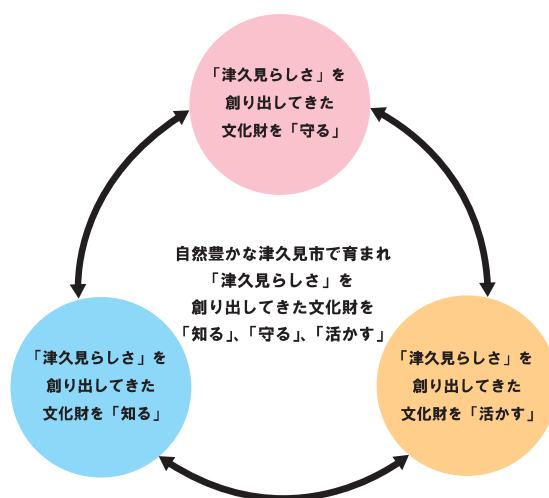 「津久見らしさ」を
創り出してきた
文化財を「守る」
自然豊かな津久見市で育まれ
「津久見らしさ」を
創り出してきた文化財を
「知る」、「守る」、「活かす」
「津久見らしさ」を
創り出してきた
文化財を「知る」
「津久見らしさ」を
創り出してきた
文化財を「活かす」